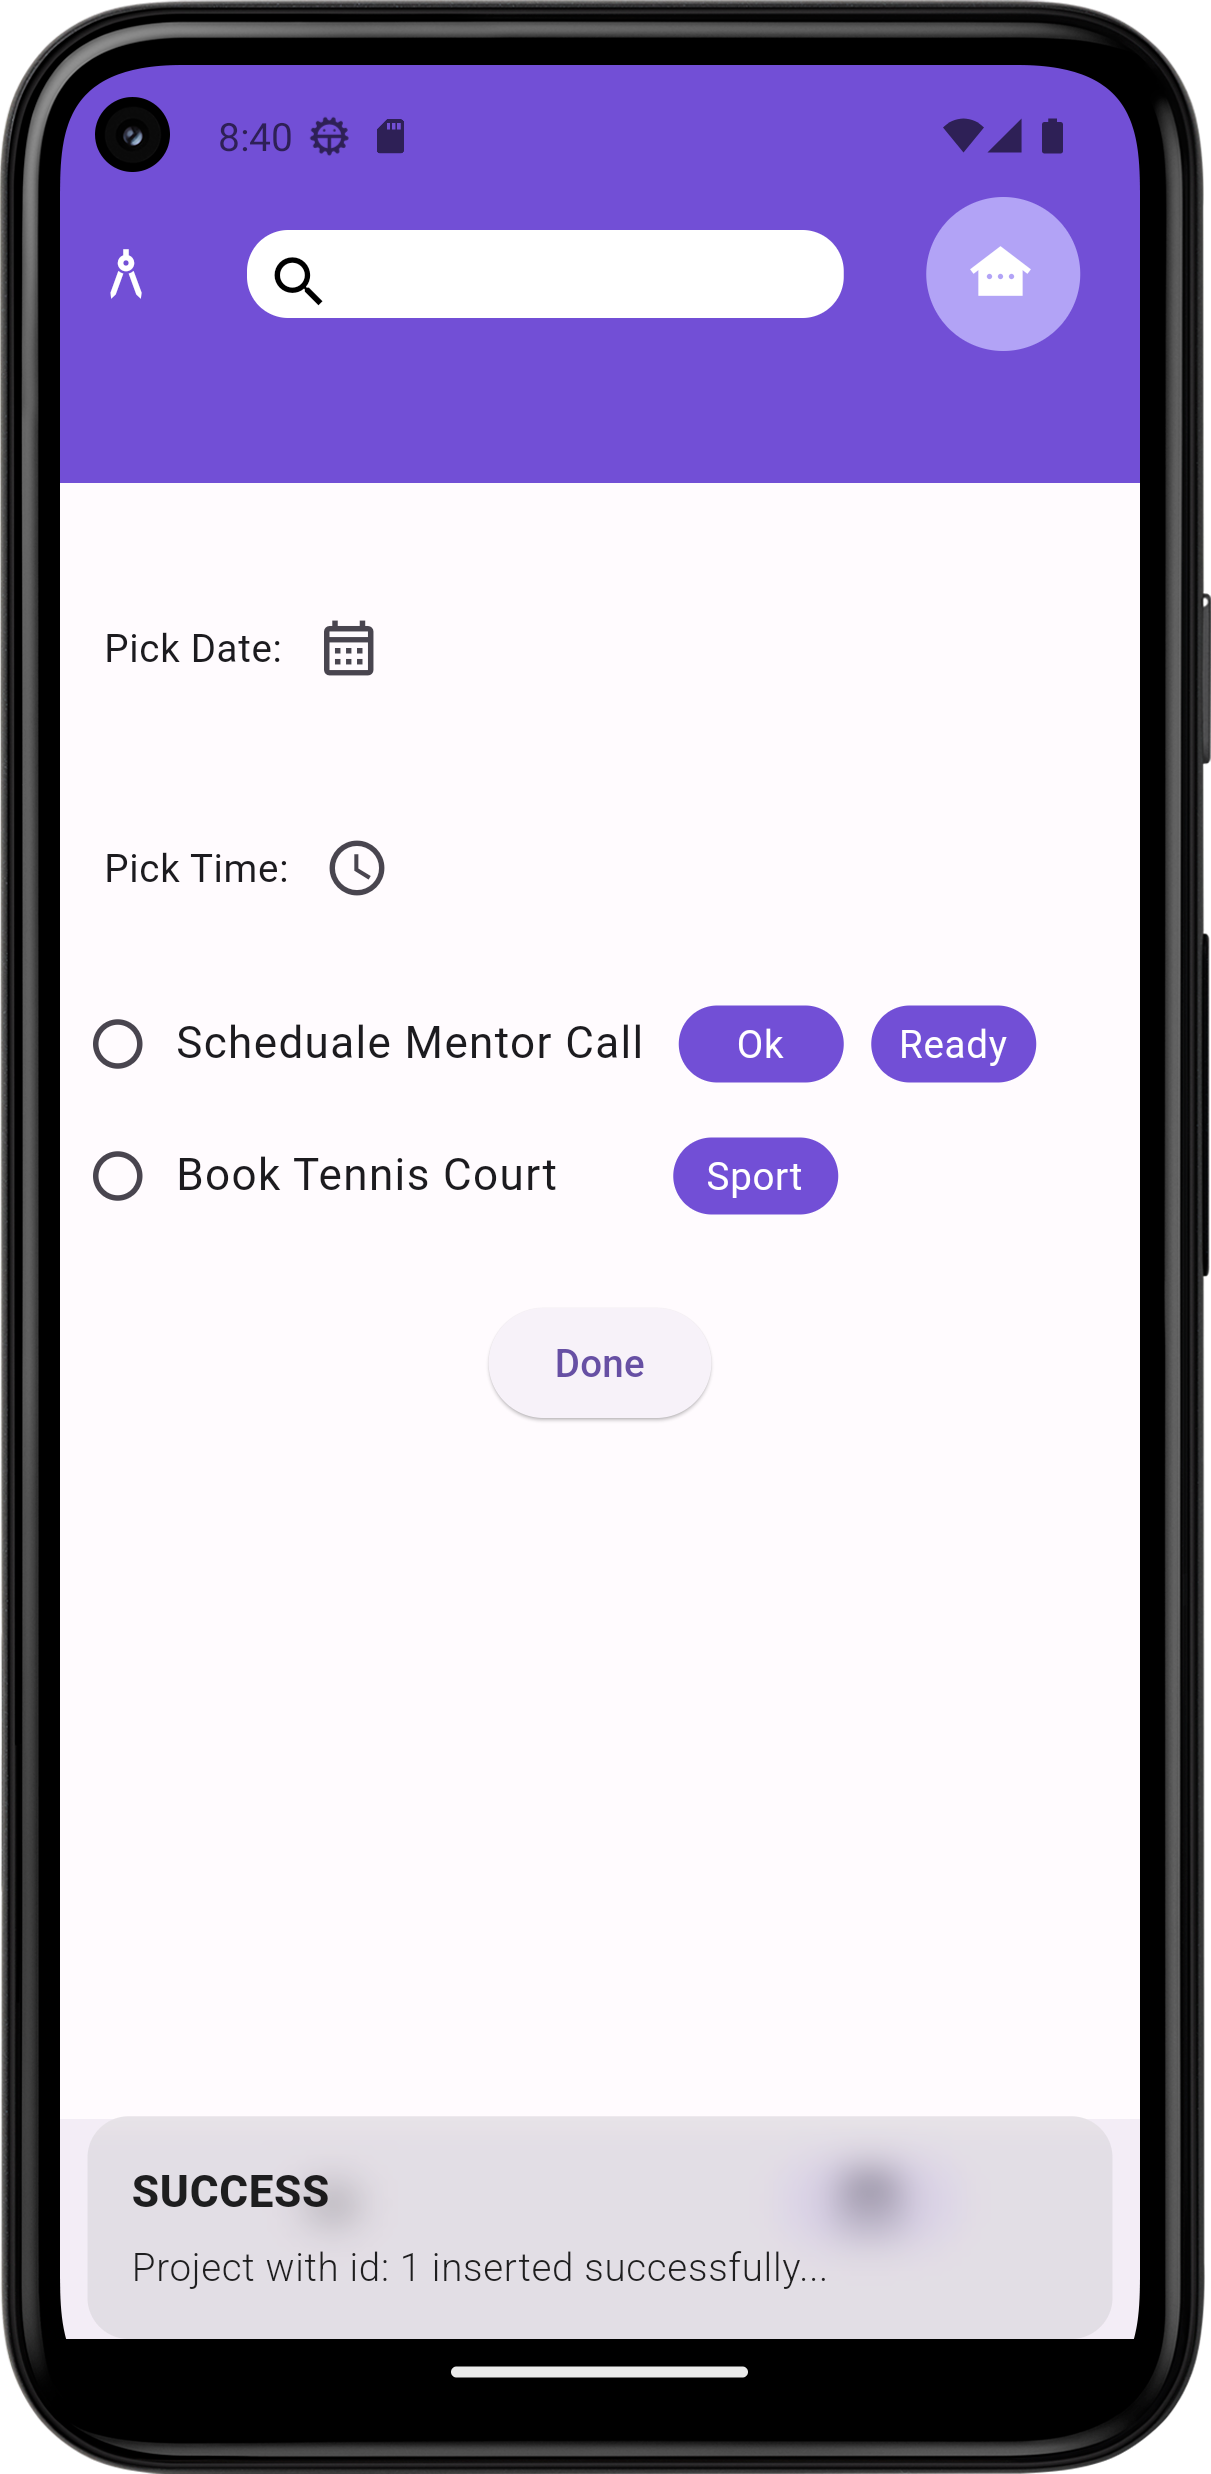 8:40
Pick Date:
Pick Time:
Scheduale Mentor Call Ok Ready
Book Tennis Court Sport
Done
SUCCESS
Project with id: 1 inserted successfully...